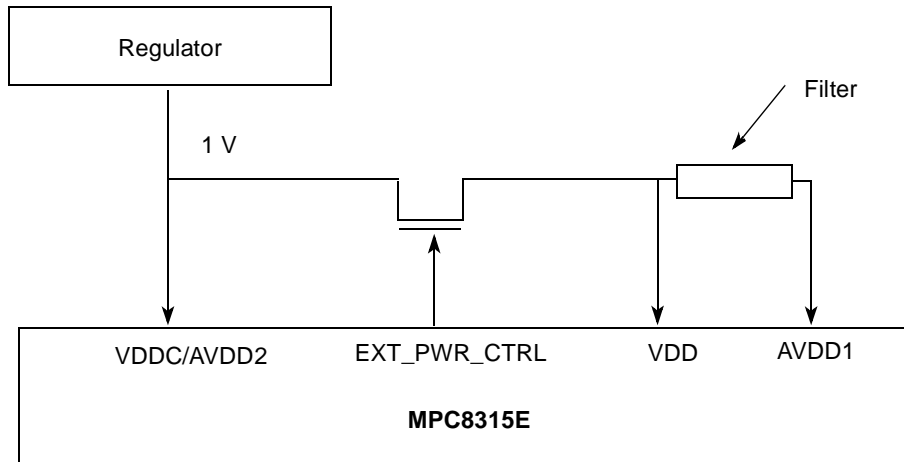 Regulator
Filter
1 V
VDDC/AVDD2
EXT_PWR_CTRL
VDD
AVDD1
MPC8315E